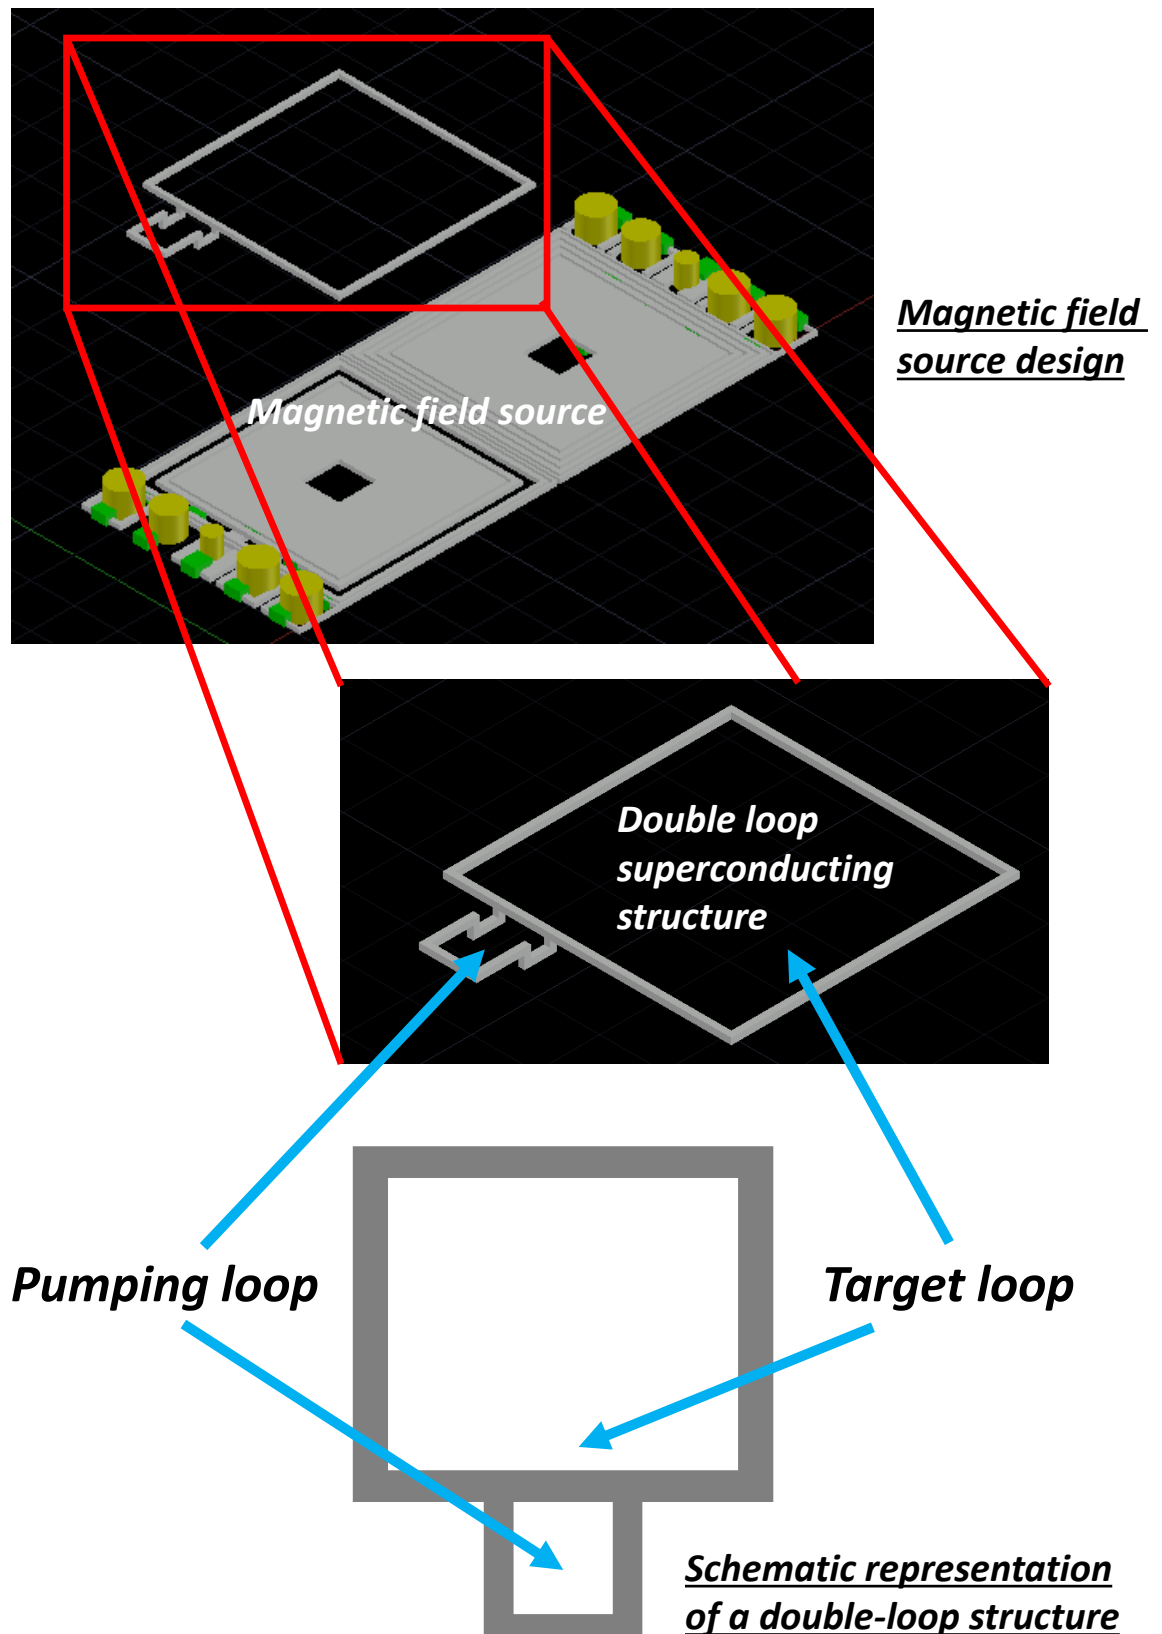 Magnetic field
source design
Magnetic field source
Double loop
superconducting
structure
Pumping loop
Target loop
Schematic representation
of a double-loop structure